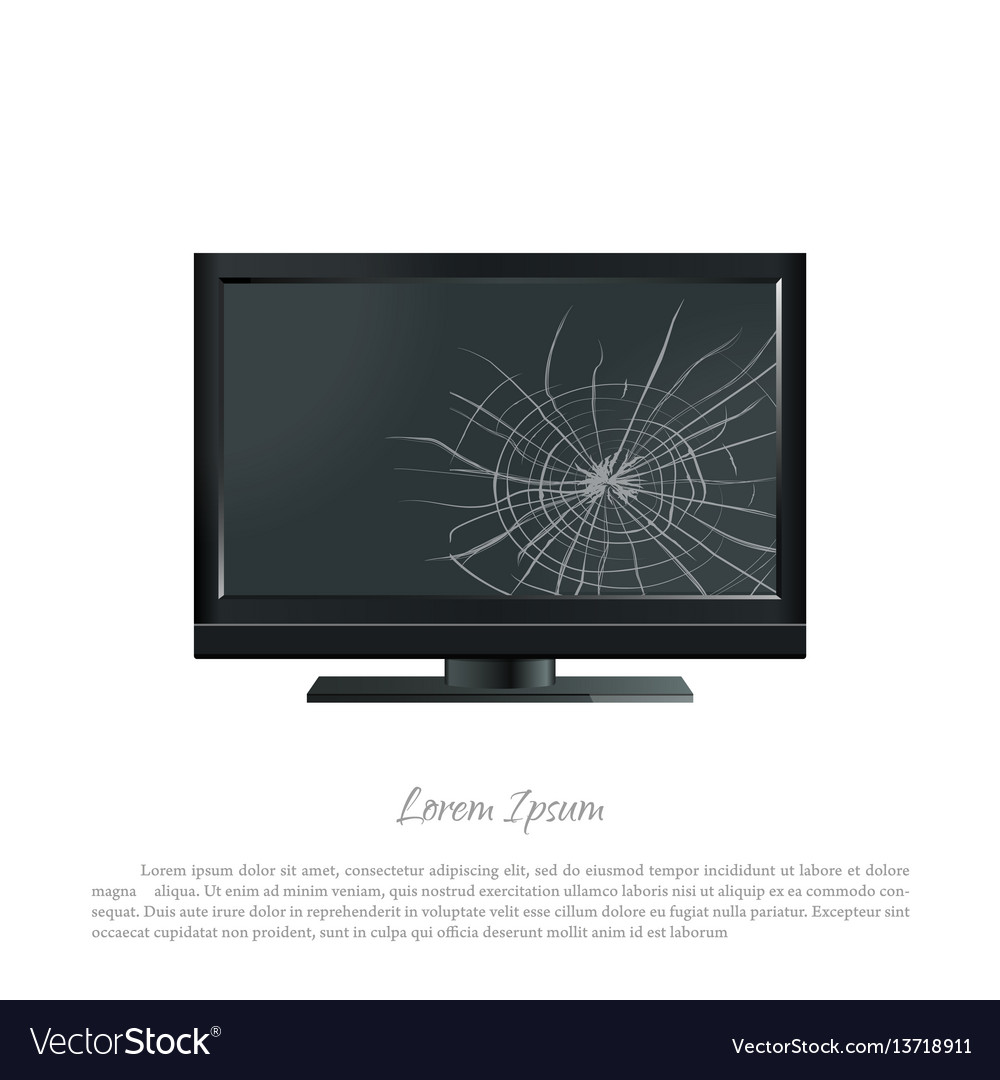 Lorem Ipsum
Lorem ipsum dolor sit amet, consectetur adipiscing elit, sed do eiusmod tempor incididunt ut labore et dolore
magna aliqua. Ut enim ad minim veniam, quis nostrud exercitation ullamco laboris nisi ut aliquip ex ea commodo con-
sequat. Duis aute irure dolor in reprehenderit in voluptate velit esse cillum dolore eu fugiat nulla pariatur. Excepteur sint
occaecat cupidatat non proident, sunt in culpa qui officia deserunt mollit anim id est laborum
VectorStock®
VectorStock.com/13718911